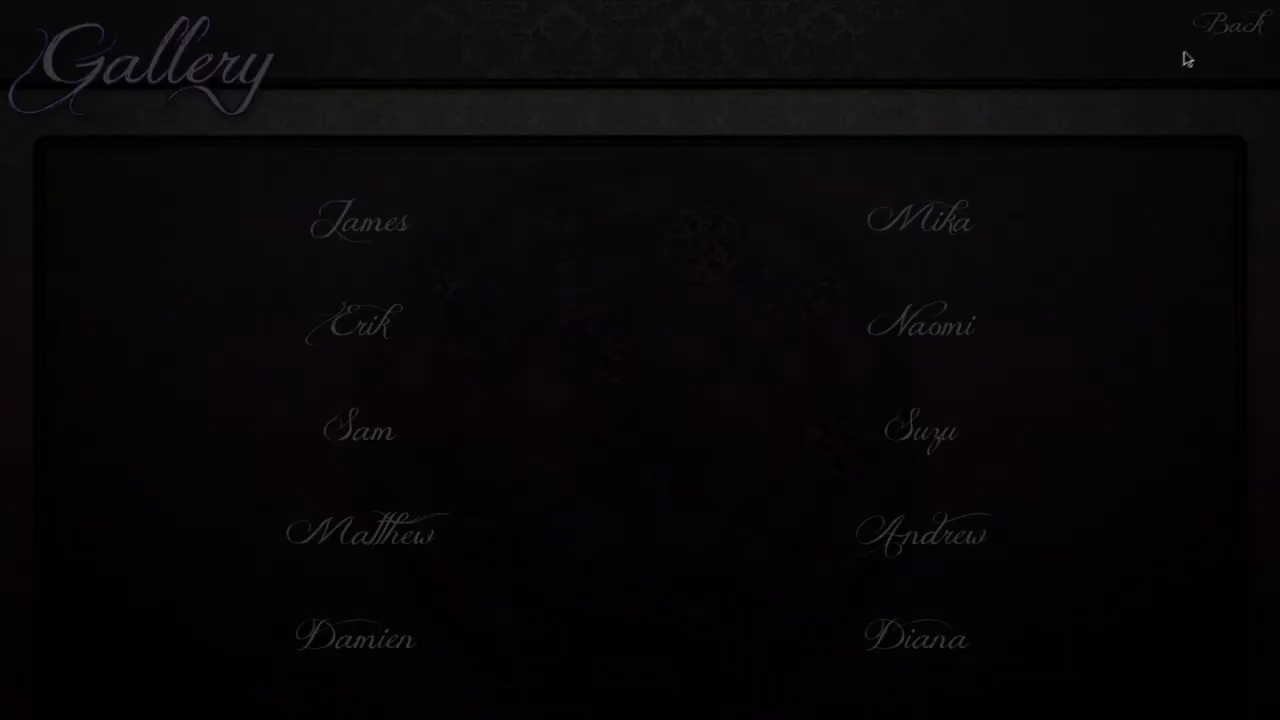 Gallery
Back
James
Mika
Erik
Naomi
Sam
Suzu
Matthew
Andrew
Damien
Diana